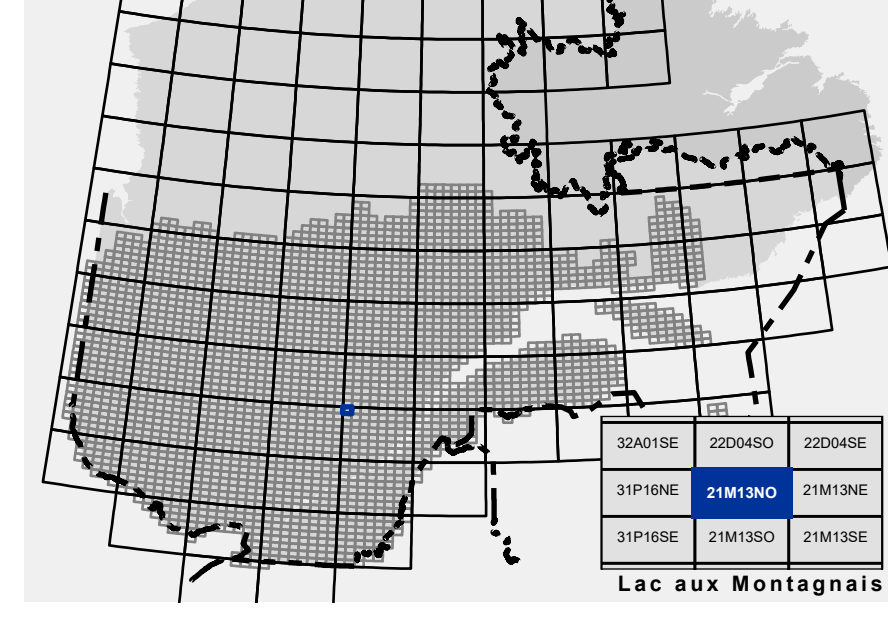 32A01SE 22D04SO 22D04SE
31P16NE 21M13NO 21M13NE
31P16SE 21M13SO 21M13SE
Lac aux Montagnais